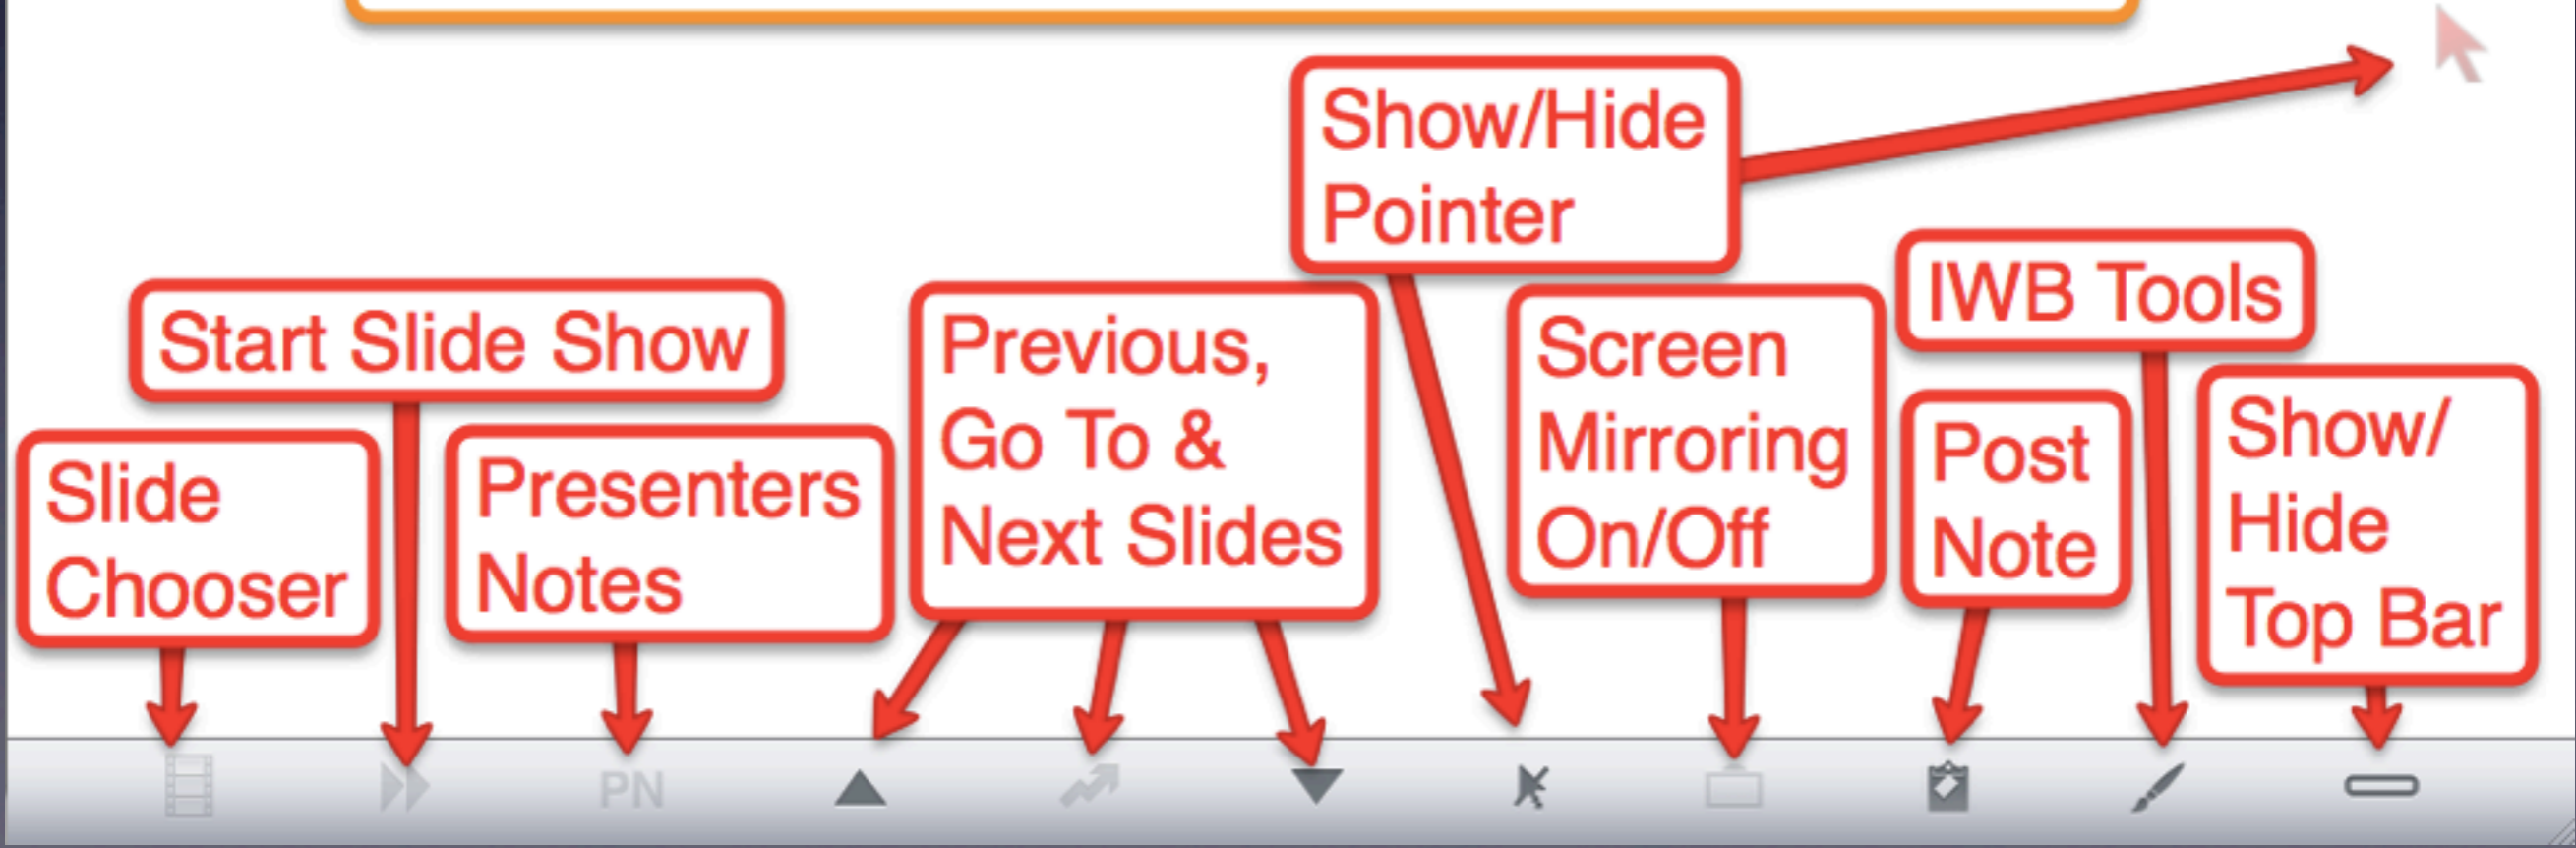 Show/Hide
Pointer
IWB Tools
Start Slide Show
Previous,
Go To &
Next Slides
Screen
Mirroring
On/Off
Post
Note
Show/
Hide
Top Bar
Slide
Chooser
Presenters
Notes
PN